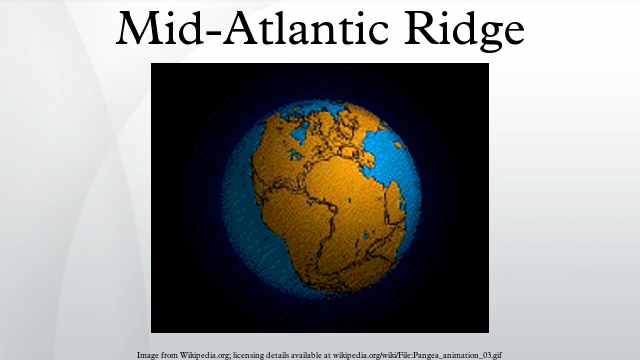 Mid-Atlantic Ridge
Image from Wikipedia.org; licensing details available at wikipedia.org/wiki/File:Pangea_animation_03.gif